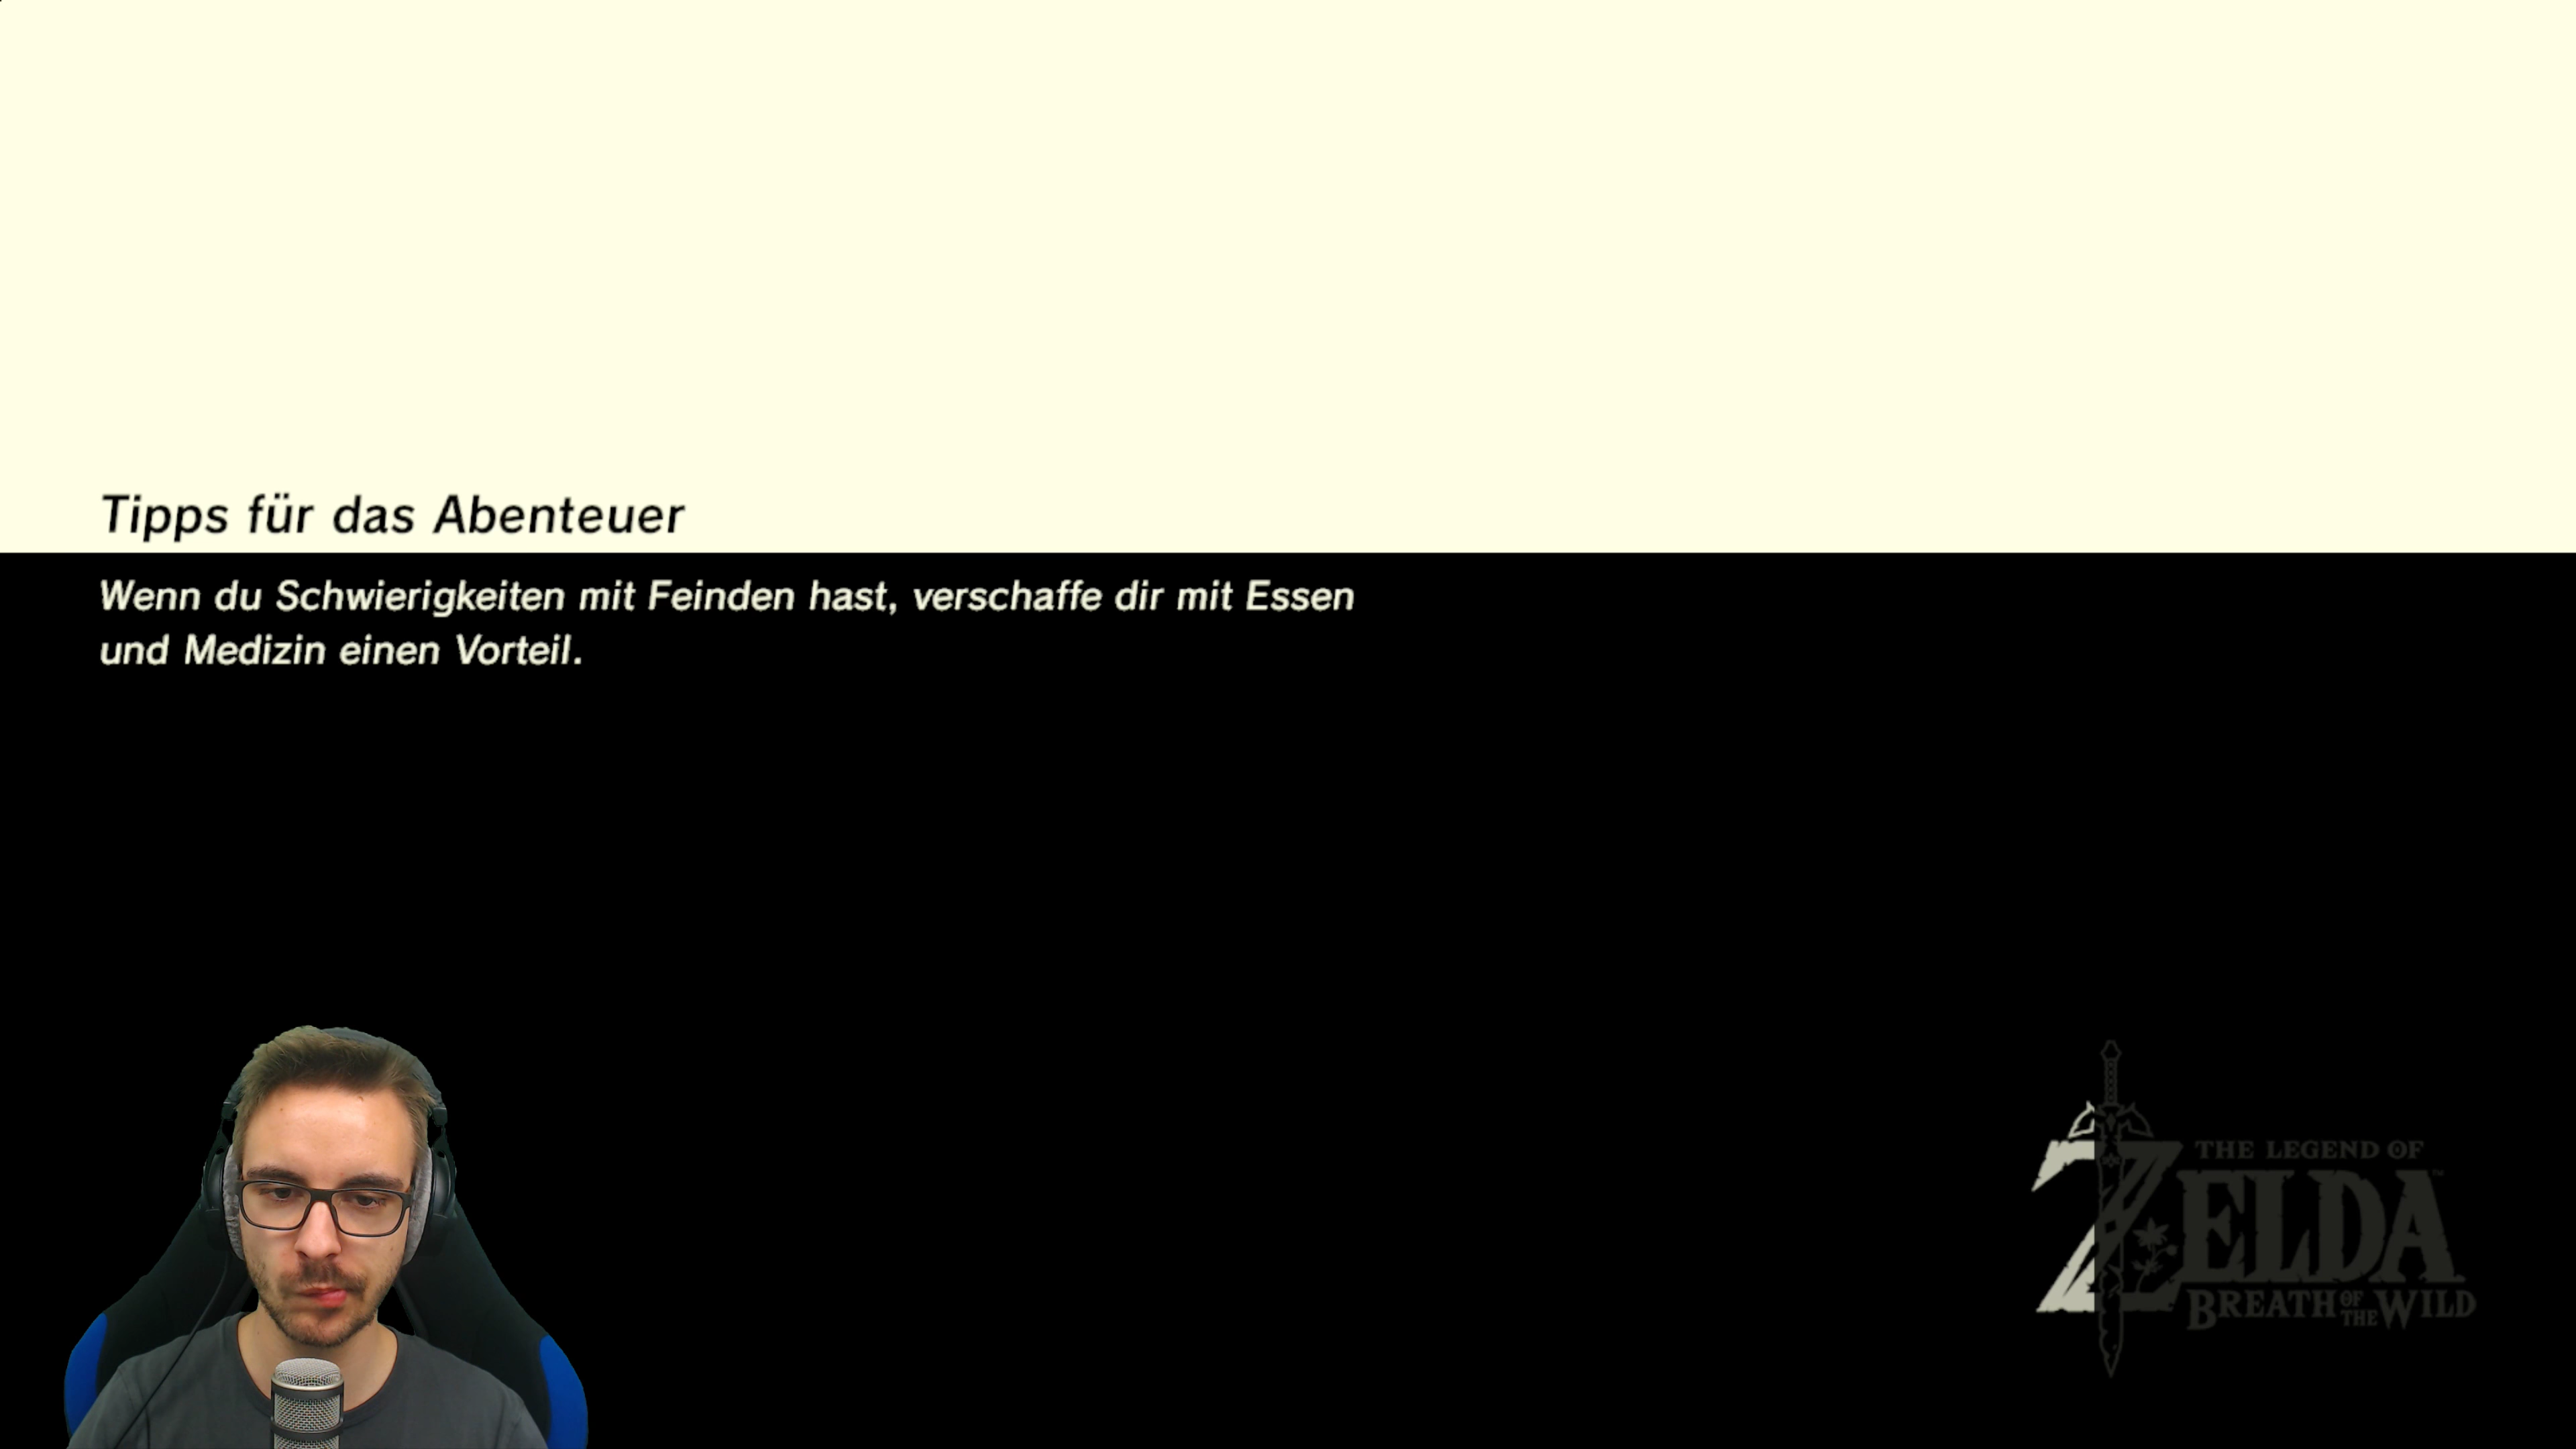 Tipps für das Abenteuer
Wenn du Schwierigkeiten mit Feinden hast, verschaffe dir mit Essen
und Medizin einen Vorteil.
THE LEGEND OF
ZELDA™
BREATH OF THE WILD